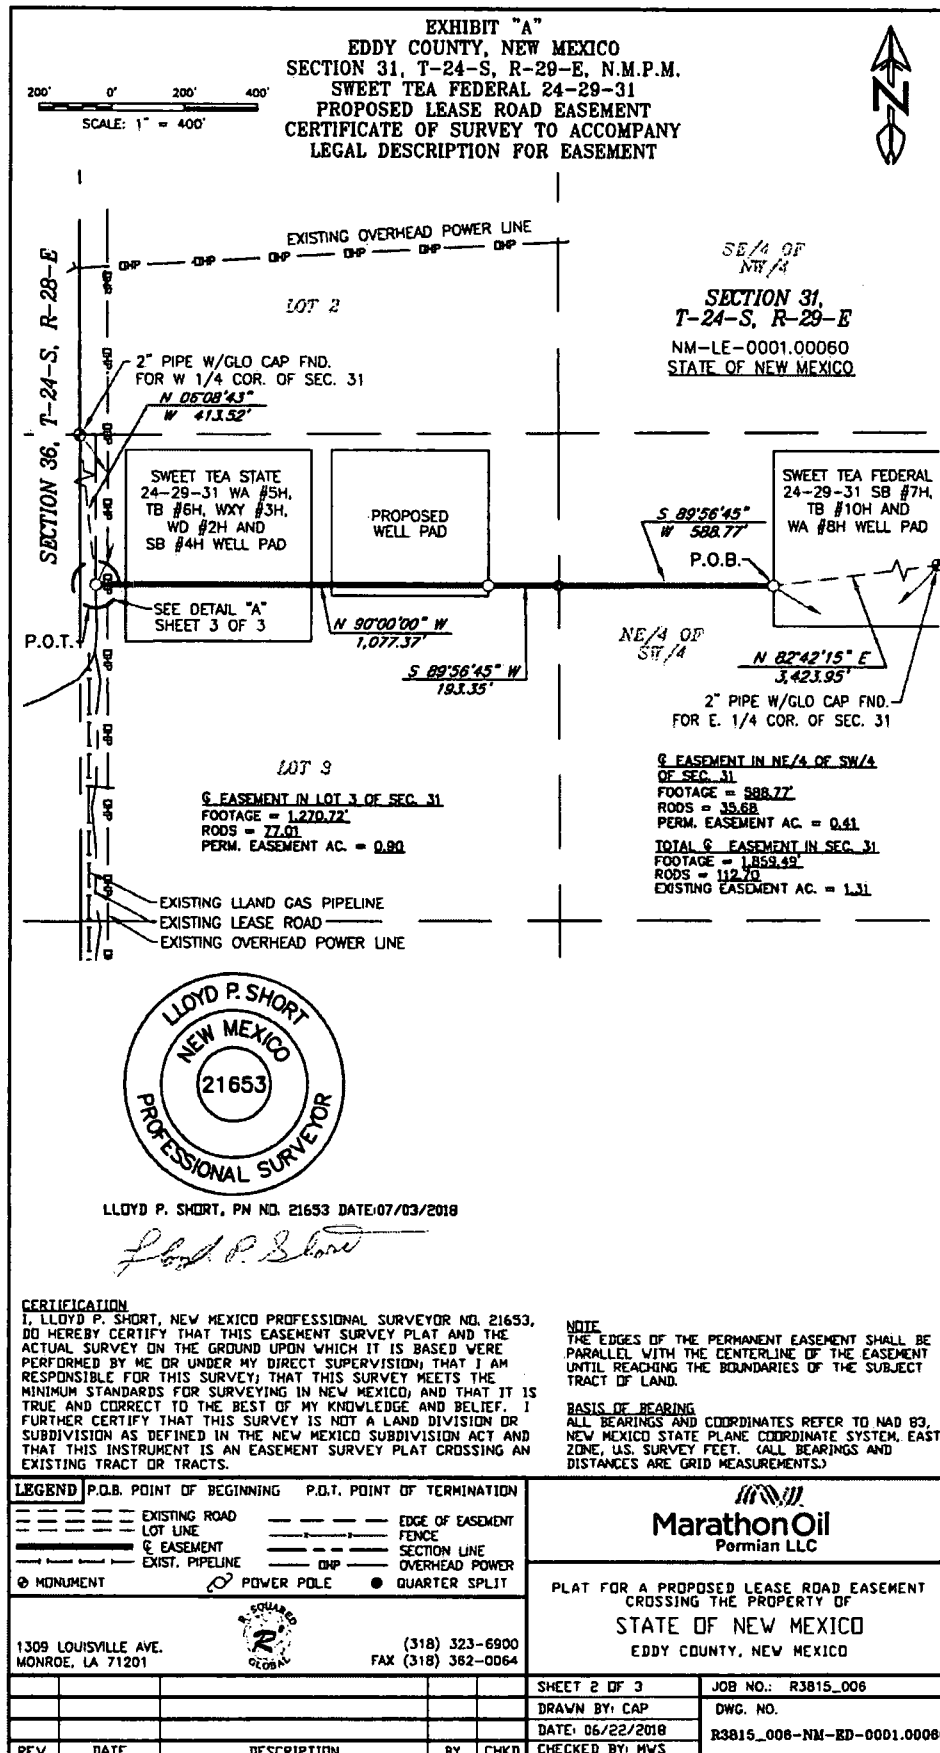 EXHIBIT "A"
EDDY COUNTY, NEW MEXICO
SECTION 31, T-24-S, R-29-E, N.M.P.M.
SWEET TEA FEDERAL 24-29-31
PROPOSED LEASE ROAD EASEMENT
CERTIFICATE OF SURVEY TO ACCOMPANY
LEGAL DESCRIPTION FOR EASEMENT
200' 0' 200' 400'
SCALE: 1" = 400'
N
EXISTING OVERHEAD POWER LINE
OHP OHP OHP OHP OHP OHP
LOT 2
SE/4 OF
NW/4
SECTION 31,
T-24-S, R-29-E
NM-LE-0001.00060
STATE OF NEW MEXICO
SECTION 36, T-24-S, R-28-E
2" PIPE W/GLO CAP FND.
FOR W 1/4 COR. OF SEC. 31
N 06°08'43"
W 413.52'
SWEET TEA STATE
24-29-31 WA #5H,
TB #6H, WXY #3H,
WD #2H AND
SB #4H WELL PAD
PROPOSED
WELL PAD
SWEET TEA FEDERAL
24-29-31 SB #7H,
TB #10H AND
WA #8H WELL PAD
S 89°56'45"
W 588.77'
P.O.B.
SEE DETAIL "A"
SHEET 3 OF 3
P.O.T.
N 90°00'00" W
1,077.37'
S 89°56'45" W
193.35'
NE/4 OF
SW/4
N 82°42'15" E
3,423.95'
2" PIPE W/GLO CAP FND.
FOR E. 1/4 COR. OF SEC. 31
LOT 3
℄ EASEMENT IN LOT 3 OF SEC. 31
FOOTAGE = 1,270.72'
RODS = 77.01
PERM. EASEMENT AC. = 0.90
℄ EASEMENT IN NE/4 OF SW/4
OF SEC. 31
FOOTAGE = 588.77'
RODS = 35.68
PERM. EASEMENT AC. = 0.41
TOTAL ℄ EASEMENT IN SEC. 31
FOOTAGE = 1,859.49'
RODS = 112.70
EXISTING EASEMENT AC. = 1.31
EXISTING LLAND GAS PIPELINE
EXISTING LEASE ROAD
EXISTING OVERHEAD POWER LINE
LLOYD P. SHORT
NEW MEXICO
21653
PROFESSIONAL SURVEYOR
LLOYD P. SHORT, PN NO. 21653 DATE:07/03/2018
Lloyd P. Short
CERTIFICATION
I, LLOYD P. SHORT, NEW MEXICO PROFESSIONAL SURVEYOR NO. 21653,
DO HEREBY CERTIFY THAT THIS EASEMENT SURVEY PLAT AND THE
ACTUAL SURVEY ON THE GROUND UPON WHICH IT IS BASED WERE
PERFORMED BY ME OR UNDER MY DIRECT SUPERVISION; THAT I AM
RESPONSIBLE FOR THIS SURVEY; THAT THIS SURVEY MEETS THE
MINIMUM STANDARDS FOR SURVEYING IN NEW MEXICO; AND THAT IT IS
TRUE AND CORRECT TO THE BEST OF MY KNOWLEDGE AND BELIEF. I
FURTHER CERTIFY THAT THIS SURVEY IS NOT A LAND DIVISION OR
SUBDIVISION AS DEFINED IN THE NEW MEXICO SUBDIVISION ACT AND
THAT THIS INSTRUMENT IS AN EASEMENT SURVEY PLAT CROSSING AN
EXISTING TRACT OR TRACTS.
NOTE
THE EDGES OF THE PERMANENT EASEMENT SHALL BE
PARALLEL WITH THE CENTERLINE OF THE EASEMENT
UNTIL REACHING THE BOUNDARIES OF THE SUBJECT
TRACT OF LAND.
BASIS OF BEARING
ALL BEARINGS AND COORDINATES REFER TO NAD 83,
NEW MEXICO STATE PLANE COORDINATE SYSTEM, EAST
ZONE, U.S. SURVEY FEET. (ALL BEARINGS AND
DISTANCES ARE GRID MEASUREMENTS.)
LEGEND P.O.B. POINT OF BEGINNING P.O.T. POINT OF TERMINATION
EXISTING ROAD
LOT LINE
℄ EASEMENT
EXIST. PIPELINE
EDGE OF EASEMENT
FENCE
SECTION LINE
OHP OVERHEAD POWER
MONUMENT POWER POLE QUARTER SPLIT
MarathonOil
Permian LLC
PLAT FOR A PROPOSED LEASE ROAD EASEMENT
CROSSING THE PROPERTY OF
STATE OF NEW MEXICO
EDDY COUNTY, NEW MEXICO
1309 LOUISVILLE AVE.
MONROE, LA 71201
R-SQUARED
R
GLOBAL
(318) 323-6900
FAX (318) 362-0064
SHEET 2 OF 3
DRAWN BY: CAP
DATE: 06/22/2018
CHECKED BY: MWS
JOB NO.: R3815_006
DWG. NO.
R3815_006-NM-ED-0001.0006
REV DATE DESCRIPTION BY CHKD